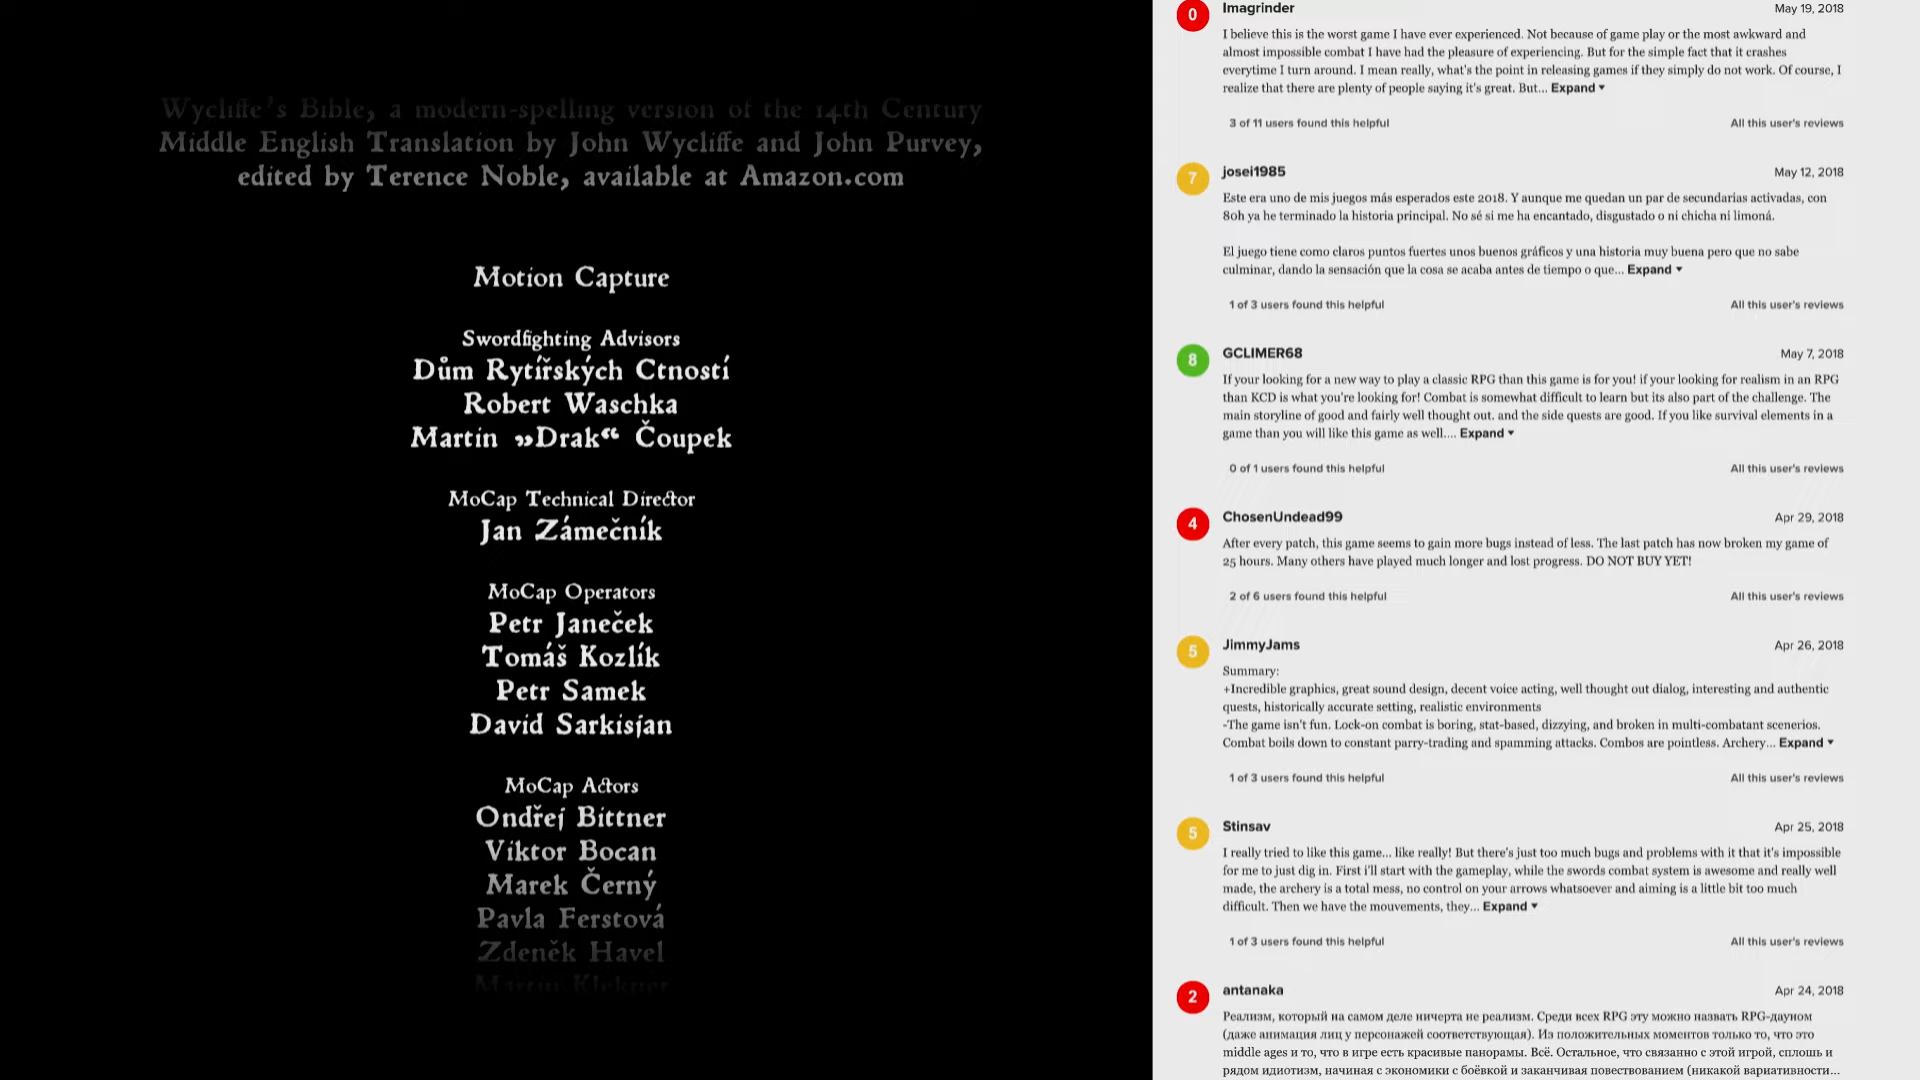 Wycliffe's Bible, a modern-spelling version of the 14th Century
Middle English Translation by John Wycliffe and John Purvey,
edited by Terence Noble, available at Amazon.com
Motion Capture
Swordfighting Advisors
Dům Rytířských Ctností
Robert Waschka
Martin »Drak“ Čoupek
MoCap Technical Director
Jan Zámečník
MoCap Operators
Petr Janeček
Tomáš Kozlík
Petr Samek
David Sarkisjan
MoCap Actors
Ondřej Bittner
Viktor Bocan
Marek Černý
Pavla Ferstová
Zdeněk Havel
Martin Klekner
0 Imagrinder May 19, 2018
I believe this is the worst game I have ever experienced. Not because of game play or the most awkward and
almost impossible combat I have had the pleasure of experiencing. But for the simple fact that it crashes
everytime I turn around. I mean really, what's the point in releasing games if they simply do not work. Of course, I
realize that there are plenty of people saying it's great. But... Expand
3 of 11 users found this helpful All this user's reviews
7 josei1985 May 12, 2018
Este era uno de mis juegos más esperados este 2018. Y aunque me quedan un par de secundarias activadas, con
80h ya he terminado la historia principal. No sé si me ha encantado, disgustado o ni chicha ni limoná.
El juego tiene como claros puntos fuertes unos buenos gráficos y una historia muy buena pero que no sabe
culminar, dando la sensación que la cosa se acaba antes de tiempo o que... Expand
1 of 3 users found this helpful All this user's reviews
8 GCLIMER68 May 7, 2018
If your looking for a new way to play a classic RPG than this game is for you! if your looking for realism in an RPG
than KCD is what you're looking for! Combat is somewhat difficult to learn but its also part of the challenge. The
main storyline of good and fairly well thought out. and the side quests are good. If you like survival elements in a
game than you will like this game as well.... Expand
0 of 1 users found this helpful All this user's reviews
4 ChosenUndead99 Apr 29, 2018
After every patch, this game seems to gain more bugs instead of less. The last patch has now broken my game of
25 hours. Many others have played much longer and lost progress. DO NOT BUY YET!
2 of 6 users found this helpful All this user's reviews
5 JimmyJams Apr 26, 2018
Summary:
+Incredible graphics, great sound design, decent voice acting, well thought out dialog, interesting and authentic
quests, historically accurate setting, realistic environments
-The game isn't fun. Lock-on combat is boring, stat-based, dizzying, and broken in multi-combatant scenerios.
Combat boils down to constant parry-trading and spamming attacks. Combos are pointless. Archery... Expand
1 of 3 users found this helpful All this user's reviews
5 Stinsav Apr 25, 2018
I really tried to like this game... like really! But there's just too much bugs and problems with it that it's impossible
for me to just dig in. First i'll start with the gameplay, while the swords combat system is awesome and really well
made, the archery is a total mess, no control on your arrows whatsoever and aiming is a little bit too much
difficult. Then we have the mouvements, they... Expand
1 of 3 users found this helpful All this user's reviews
2 antanaka Apr 24, 2018
Реализм, который на самом деле ничерта не реализм. Среди всех RPG эту можно назвать RPG-дауном
(даже анимация лиц у персонажей соответствующая). Из положительных моментов только то, что это
middle ages и то, что в игре есть красивые панорамы. Всё. Остальное, что связанно с этой игрой, сплошь и
рядом идиотизм, начиная с экономики с боёвкой и заканчивая повествованием (никакой вариативности...